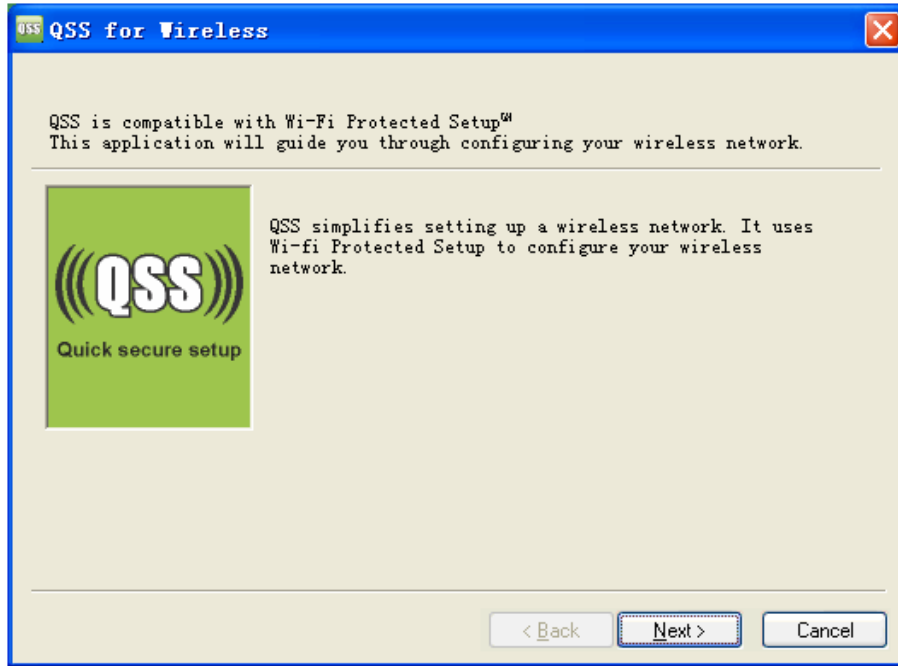 QSS QSS for Wireless
QSS is compatible with Wi-Fi Protected Setup™
This application will guide you through configuring your wireless network.
(((QSS)))
Quick secure setup
QSS simplifies setting up a wireless network. It uses
Wi-fi Protected Setup to configure your wireless
network.
< Back Next > Cancel